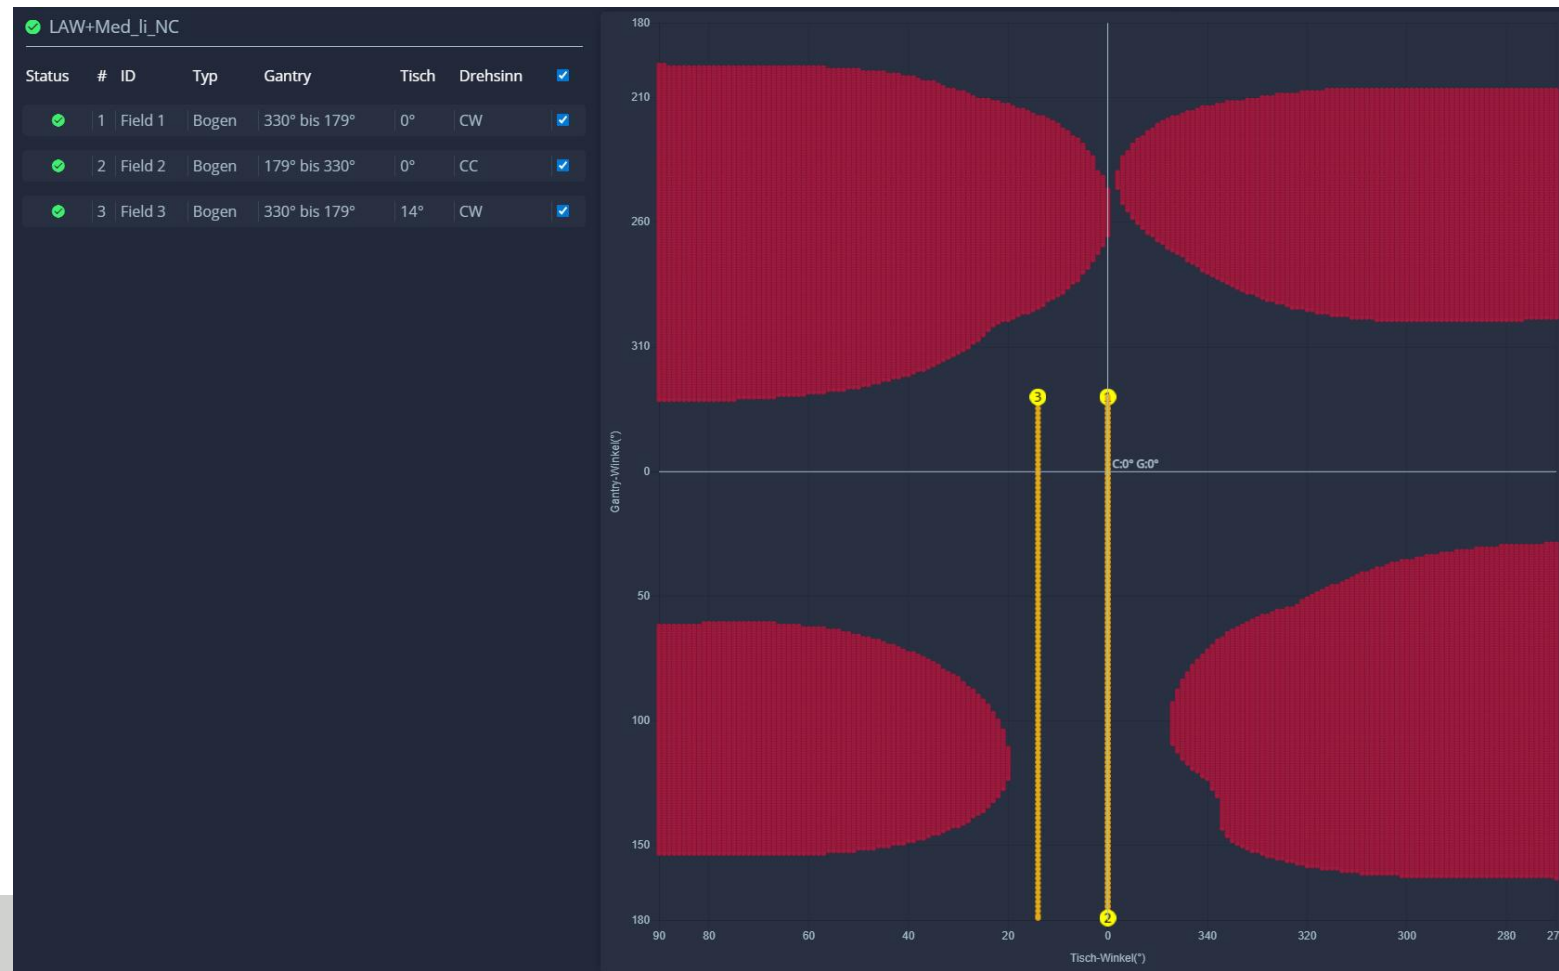 LAW+Med_li_NC
Status # ID Typ Gantry Tisch Drehsinn
1 Field 1 Bogen 330° bis 179° 0° CW
2 Field 2 Bogen 179° bis 330° 0° CC
3 Field 3 Bogen 330° bis 179° 14° CW
180
210
260
310
3
C:0° G:0°
Gantry-Winkel(°)
0
50
100
150
2
180
90 80 60 40 20 0 340 320 300 280 27
Tisch-Winkel(°)